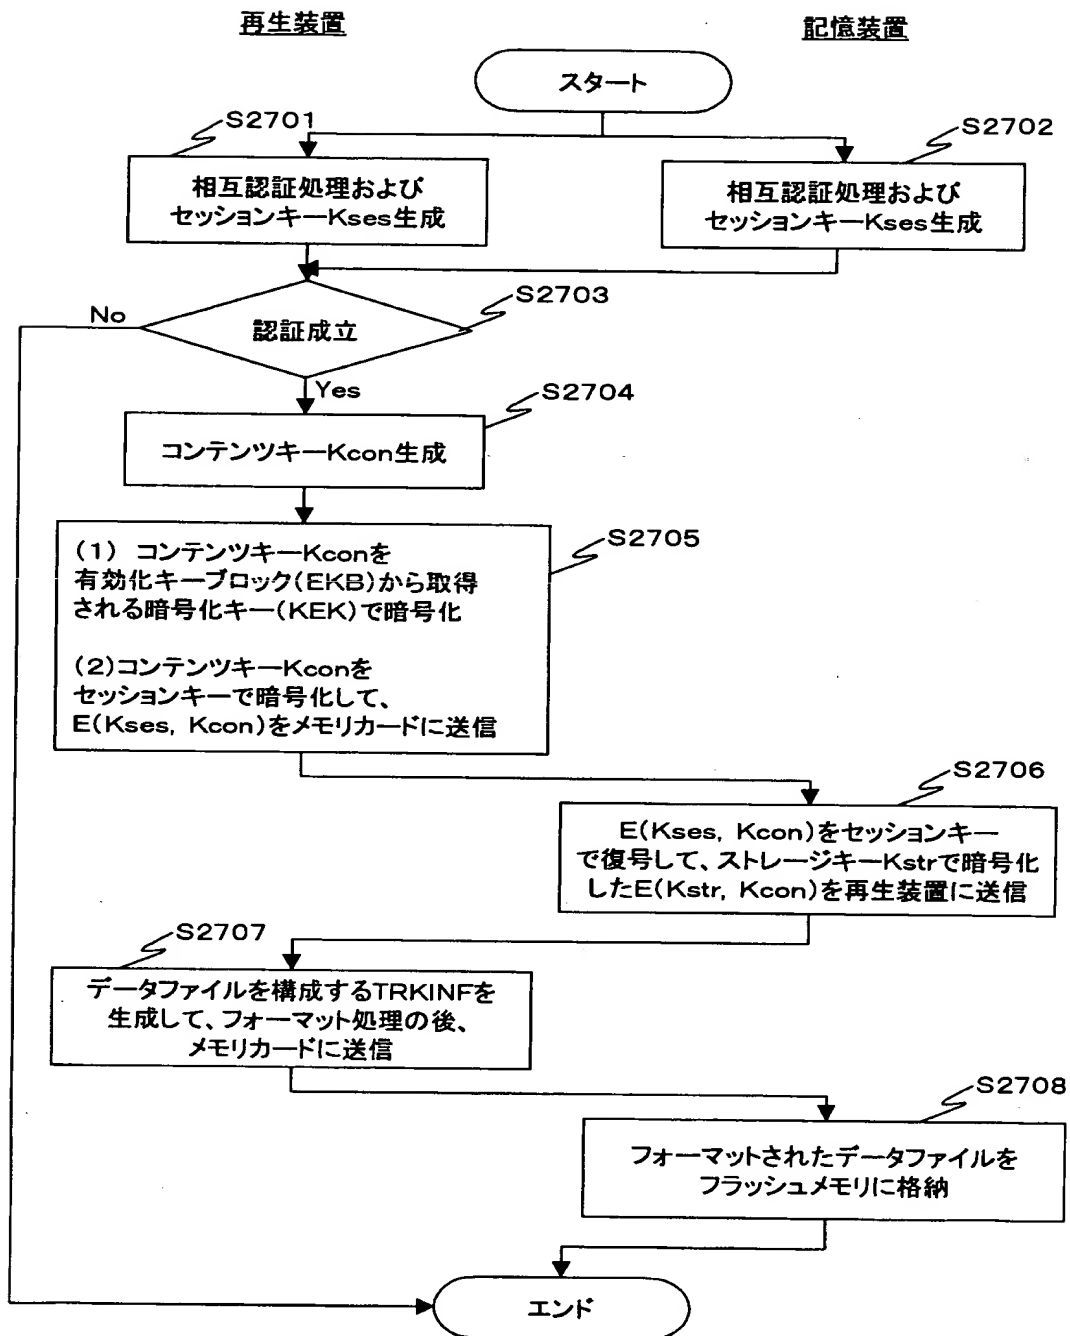 再生装置
記憶装置
スタート
S2701
S2702
相互認証処理および
セッションキーKses生成
相互認証処理および
セッションキーKses生成
S2703
No
認証成立
Yes
S2704
コンテンツキーKcon生成
S2705
(1) コンテンツキーKconを
有効化キーブロック(EKB)から取得
される暗号化キー(KEK)で暗号化
(2)コンテンツキーKconを
セッションキーで暗号化して、
E(Kses, Kcon)をメモリカードに送信
S2706
E(Kses, Kcon)をセッションキー
で復号して、ストレージキーKstrで暗号化
したE(Kstr, Kcon)を再生装置に送信
S2707
データファイルを構成するTRKINFを
生成して、フォーマット処理の後、
メモリカードに送信
S2708
フォーマットされたデータファイルを
フラッシュメモリに格納
エンド